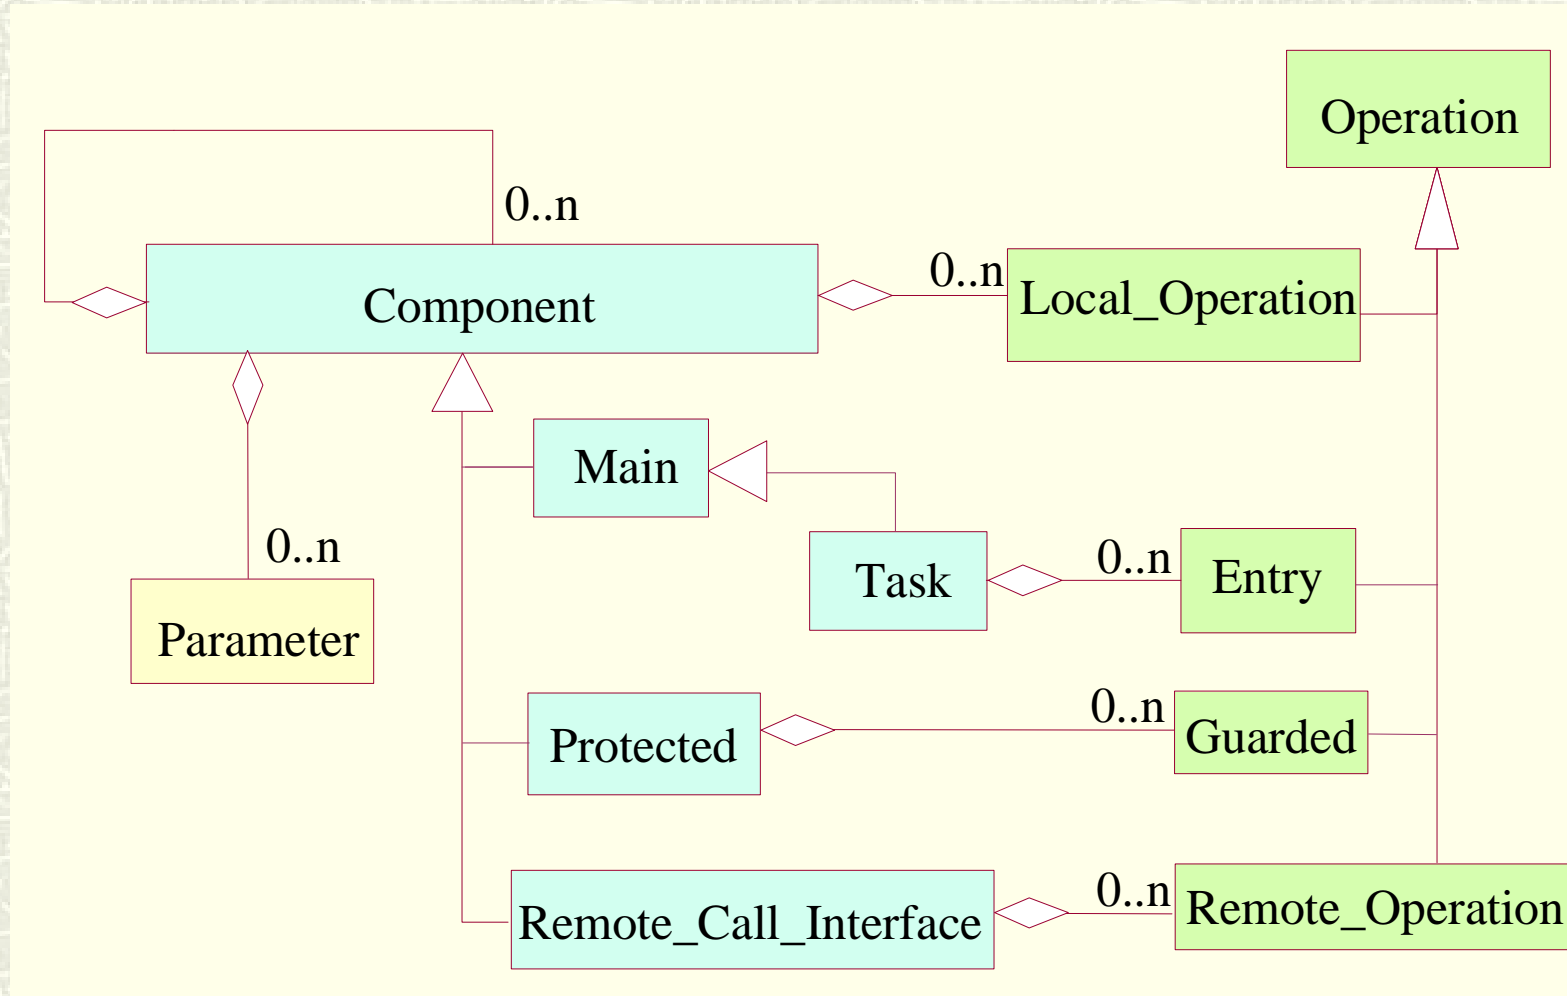 Operation
0..n
Component
0..n
Local_Operation
Main
0..n
Parameter
Task
0..n
Entry
Protected
0..n
Guarded
Remote_Call_Interface
0..n
Remote_Operation